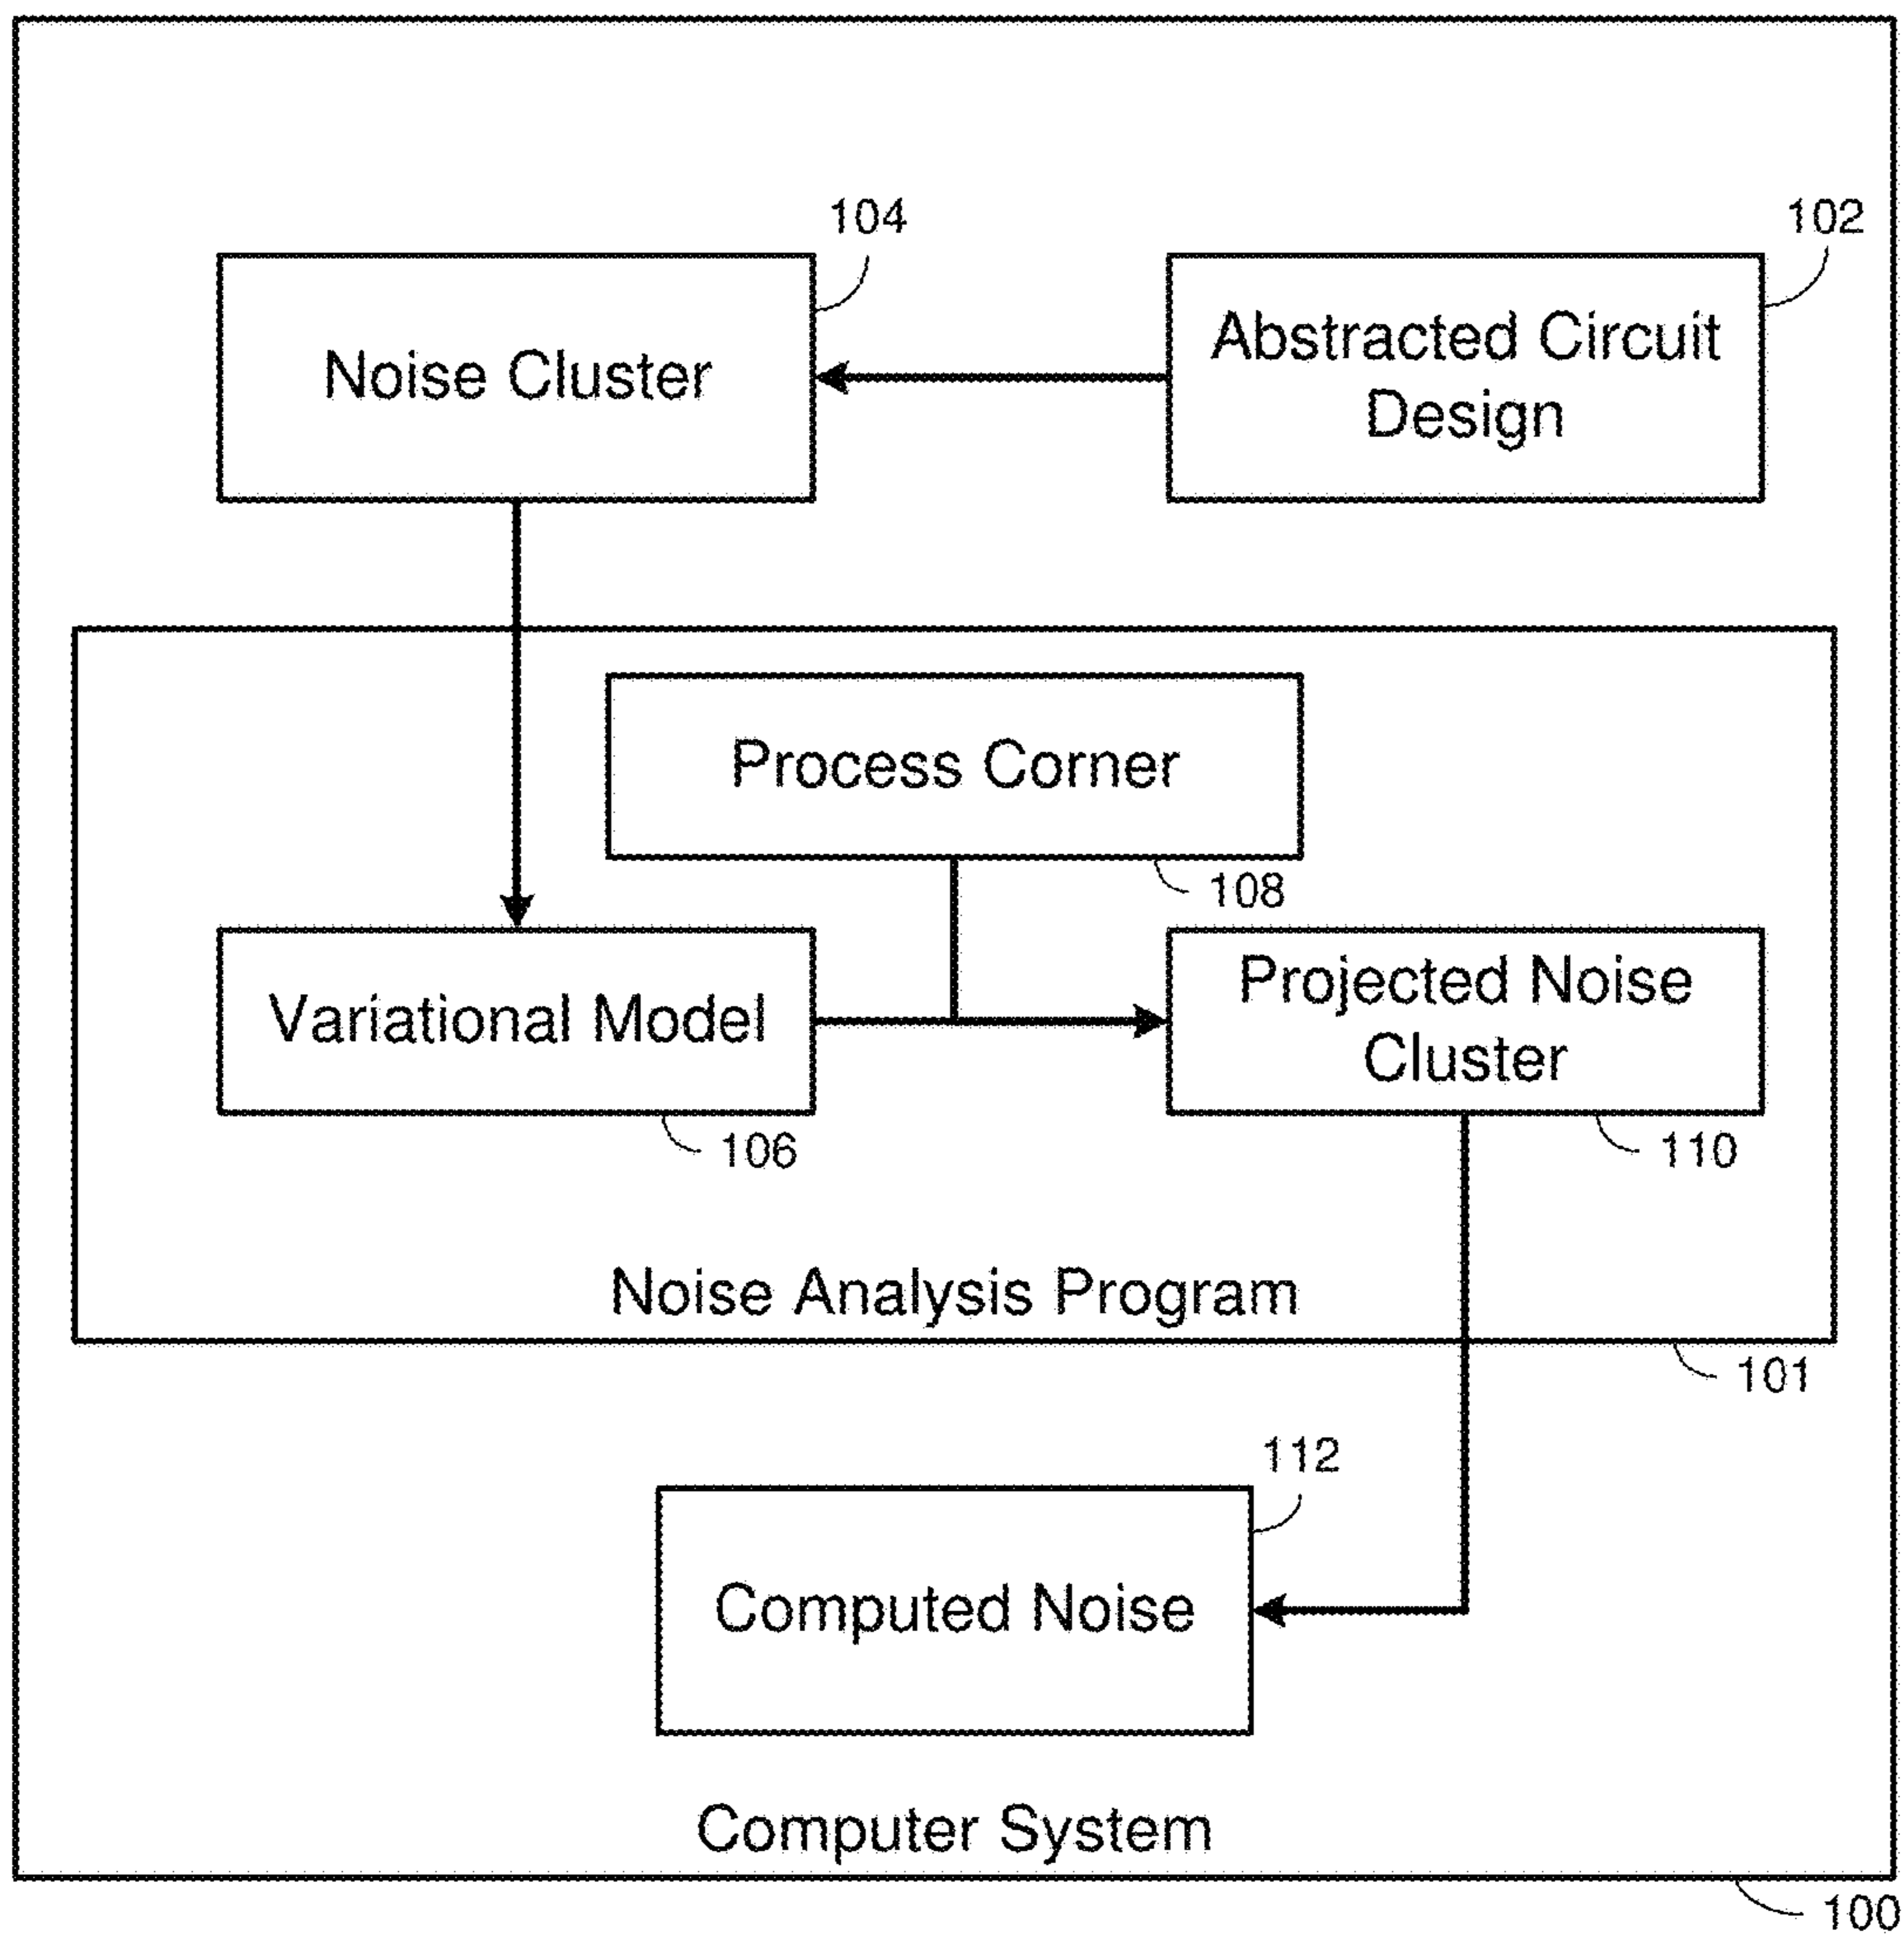 104
102
Noise Cluster
Abstracted Circuit
Design
Process Corner
108
Variational Model
Projected Noise
Cluster
106
110
Noise Analysis Program
101
112
Computed Noise
Computer System
100